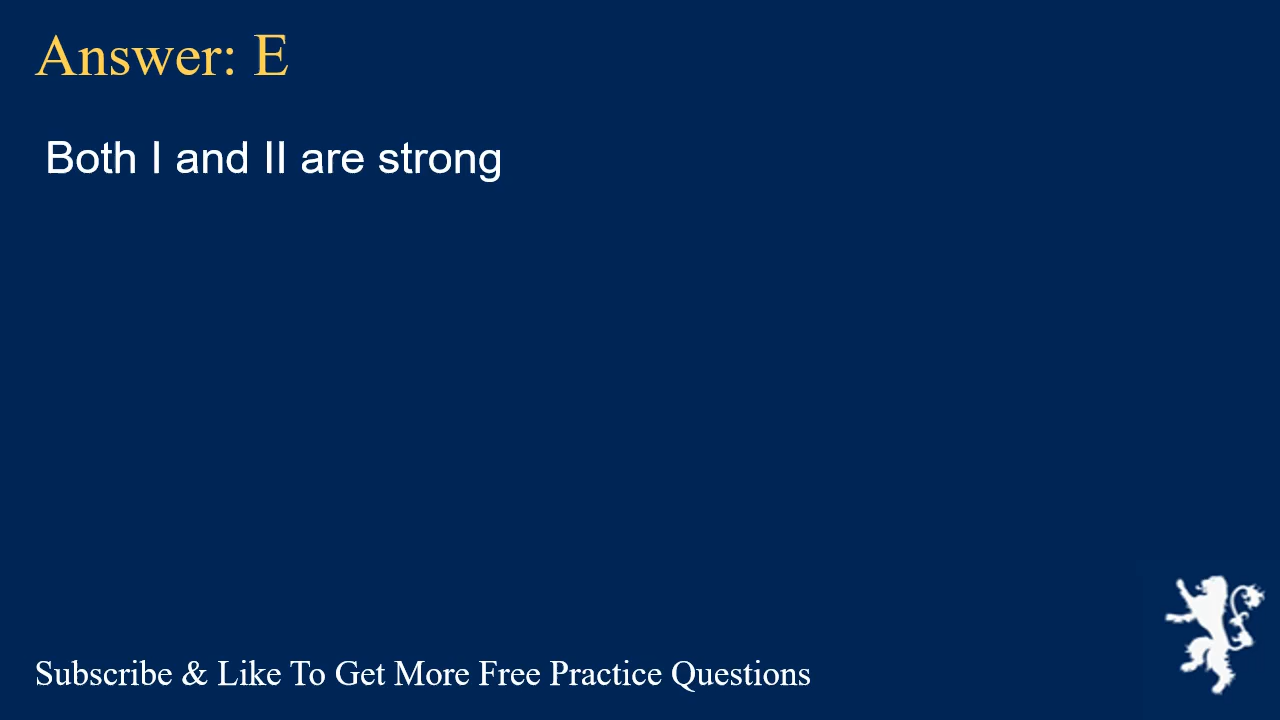 Answer: E
Both I and II are strong
Subscribe & Like To Get More Free Practice Questions